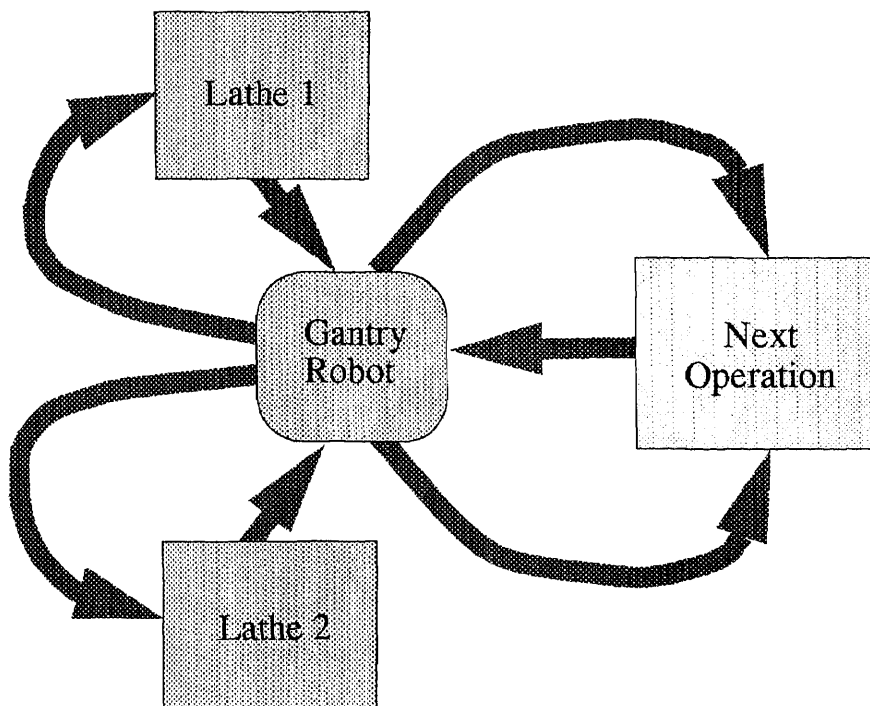 Lathe 1
Gantry
Robot
Next
Operation
Lathe 2